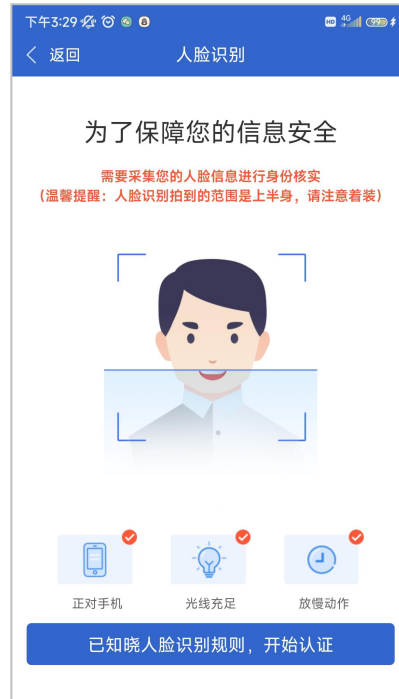 下午3:29
HD 4G 99
返回
人脸识别
为了保障您的信息安全
需要采集您的人脸信息进行身份核实
（温馨提醒：人脸识别拍到的范围是上半身，请注意着装）
正对手机
光线充足
放慢动作
已知晓人脸识别规则，开始认证